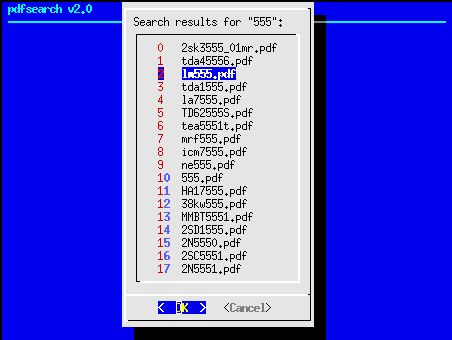 pdfsearch v2.0
Search results for "555":
0 2sk3555_01mr.pdf
1 tda45556.pdf
2 lm555.pdf
3 tda1555.pdf
4 la7555.pdf
5 TD62555S.pdf
6 tea5551t.pdf
7 mrf555.pdf
8 icm7555.pdf
9 ne555.pdf
10 555.pdf
11 HA17555.pdf
12 38kw555.pdf
13 MMBT5551.pdf
14 2SD1555.pdf
15 2N5550.pdf
16 2SC5551.pdf
17 2N5551.pdf
< OK > <Cancel>